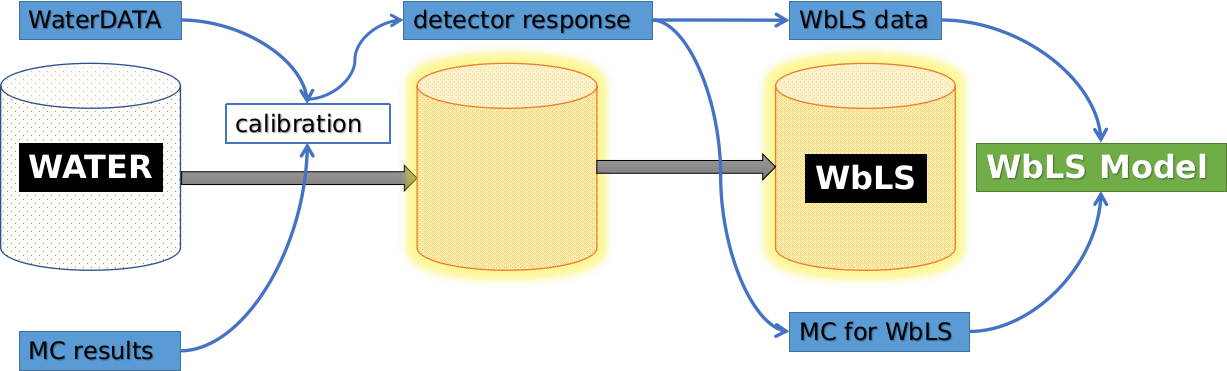 WaterDATA
detector response
WbLS data
calibration
WATER
WbLS
WbLS Model
MC results
MC for WbLS